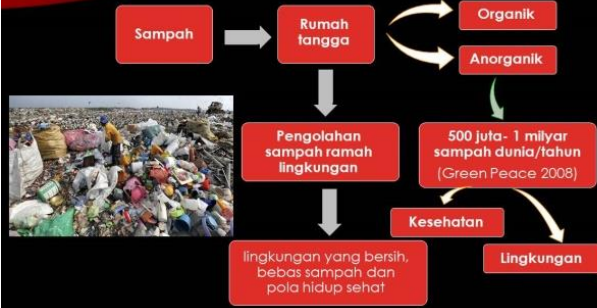 Sampah
Rumah
tangga
Organik
Anorganik
Pengolahan
sampah ramah
lingkungan
500 juta- 1 milyar
sampah dunia/tahun
(Green Peace 2008)
Kesehatan
Lingkungan
lingkungan yang bersih,
bebas sampah dan
pola hidup sehat